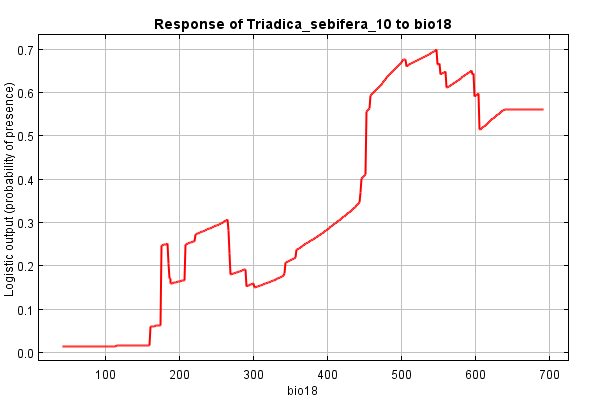 Response of Triadica_sebifera_10 to bio18
Logistic output (probability of presence)
0.7
0.6
0.5
0.4
0.3
0.2
0.1
0.0
100 200 300 400 500 600 700
bio18